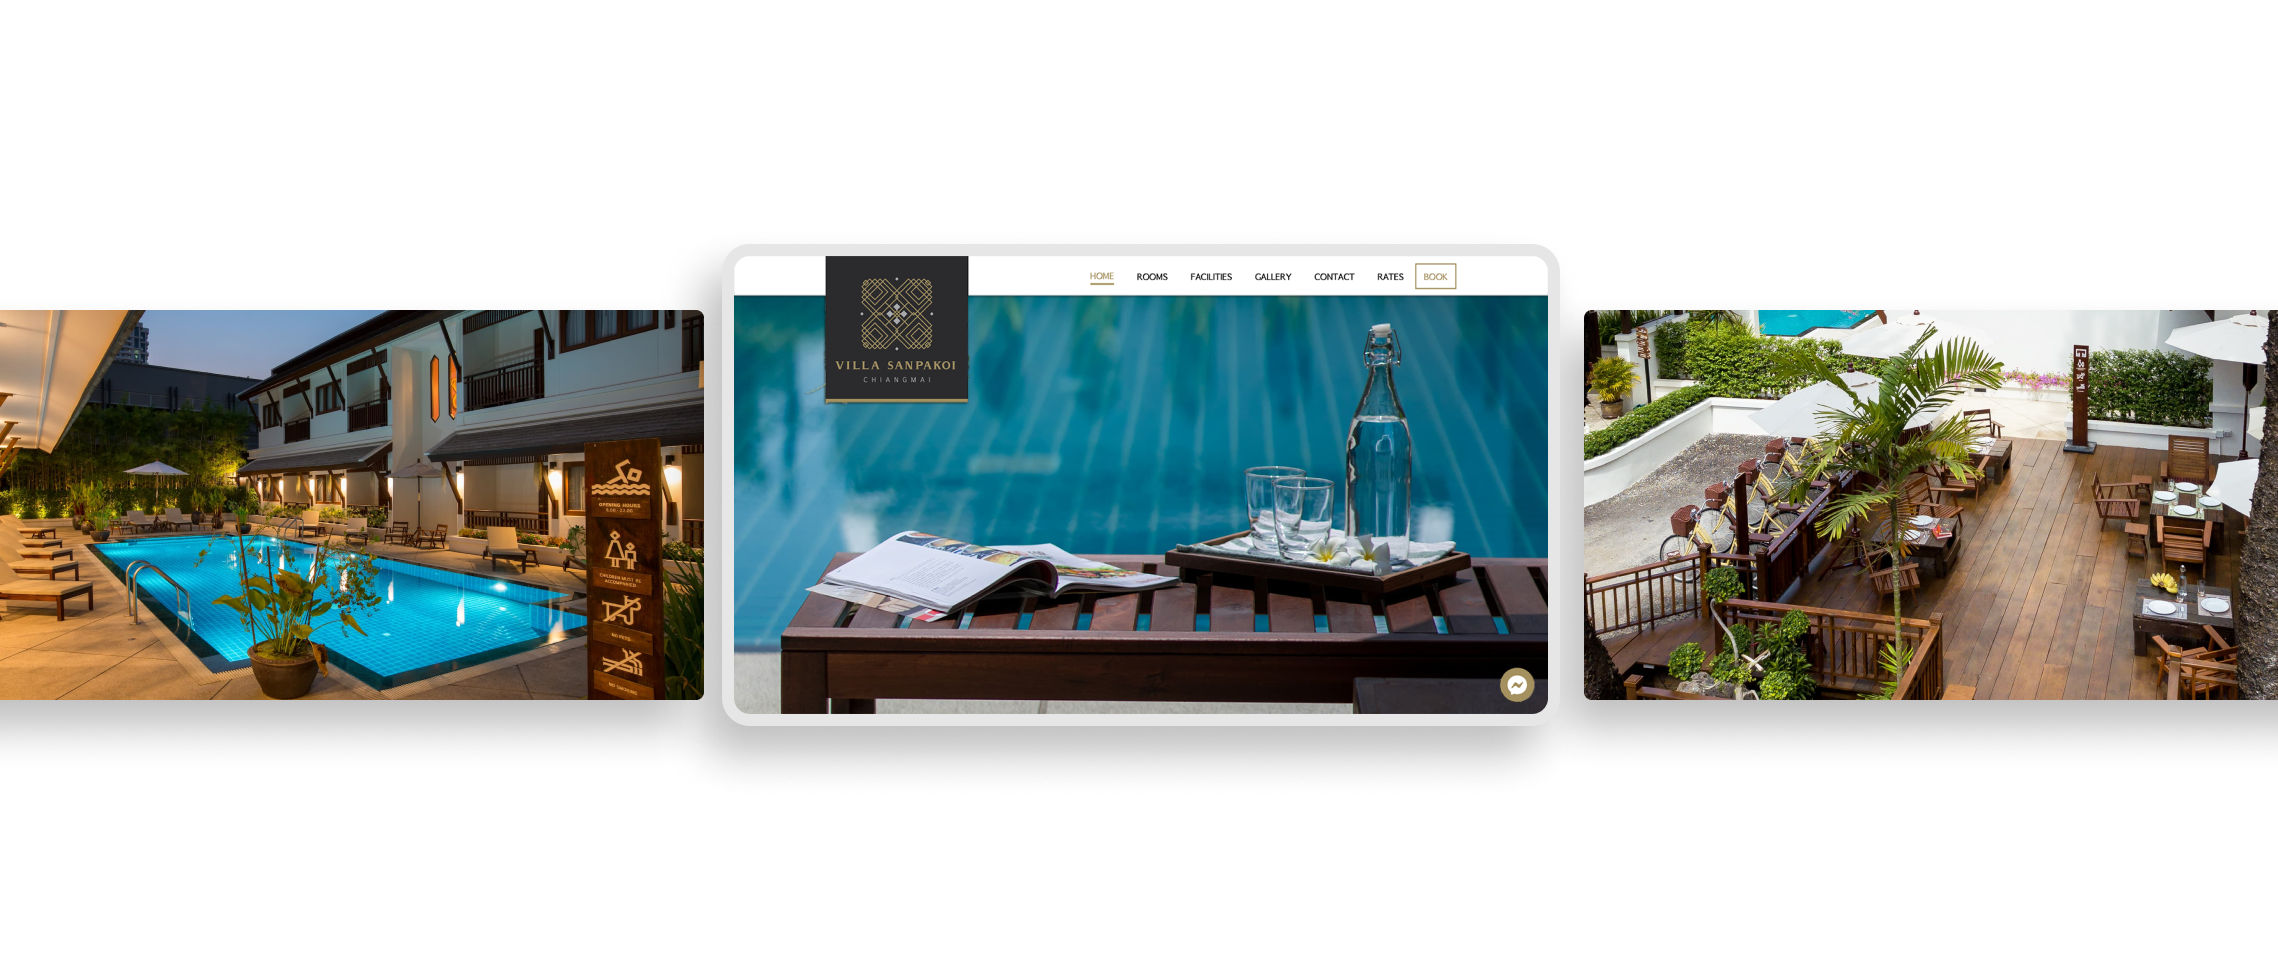 HOME ROOMS FACILITIES GALLERY CONTACT RATES BOOK
VILLA SANPAKOI
CHIANGMAI
OPENING HOURS
CHILDREN MUST BE
ACCOMPANIED
NO PETS
NO SMOKING